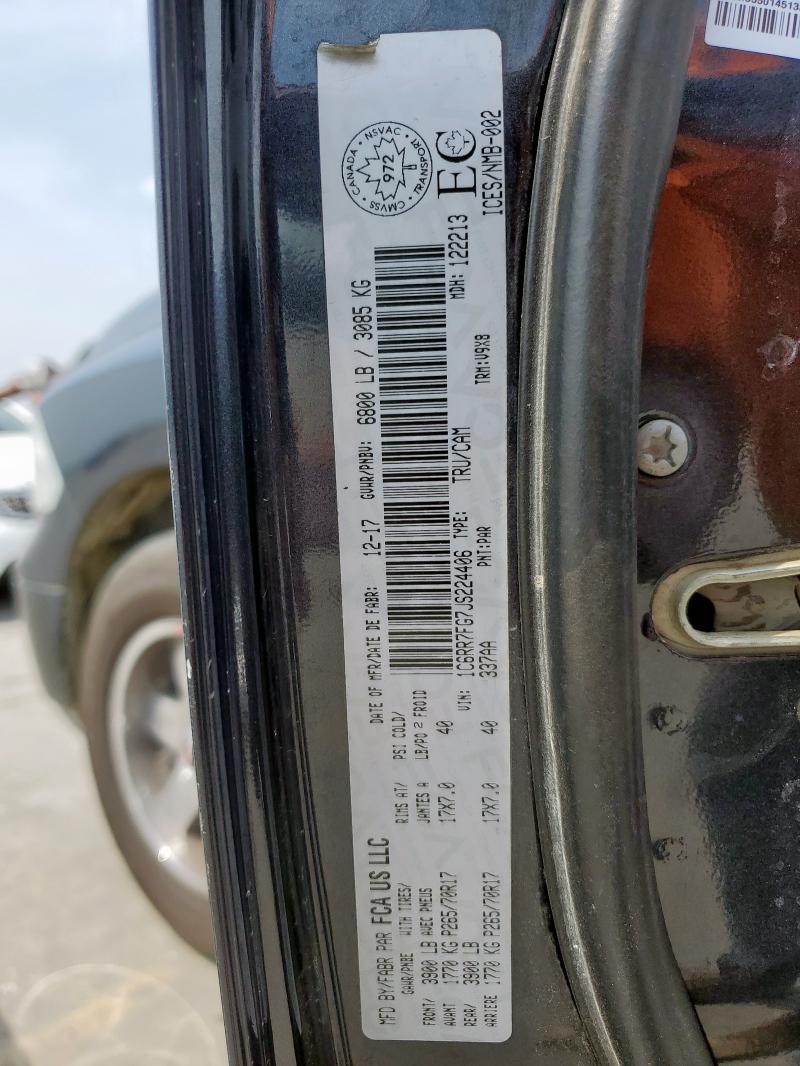 MFD BY/FABR PAR FCA US LLC
DATE OF MFR/DATE DE FABR: 12-17
GVWR/PNBV: 6800 LB / 3085 KG
GAWR/PNBE
WITH TIRES/
RIMS AT/
PSI COLD/
FRONT/ 3900 LB AVEC PNEUS JANTES A LB/PO 2 FROID
AVANT 1770 KG P265/70R17 17X7.0 40
REAR/ 3900 LB
ARRIERE 1770 KG P265/70R17 17X7.0 40
VIN: 1C6RR7FG7JS224406 TYPE: TRU/CAM
MDH: 122213
337AA
PNT:PAR
TRM:V9X8
CANADA • NSVAC • TRANSPORT • CMVSS •
972
EC
ICES/NMB-002